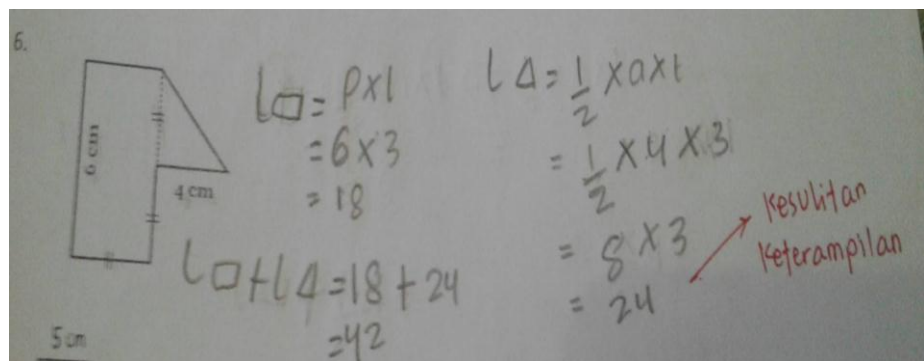 6.
6 cm
4 cm
L□ = P x l
= 6 x 3
= 18
L△ = 1/2 x a x t
= 1/2 x 4 x 3
= 8 x 3
= 24
Kesulitan
Keterampilan
L□ + L△ = 18 + 24
= 42
5 cm